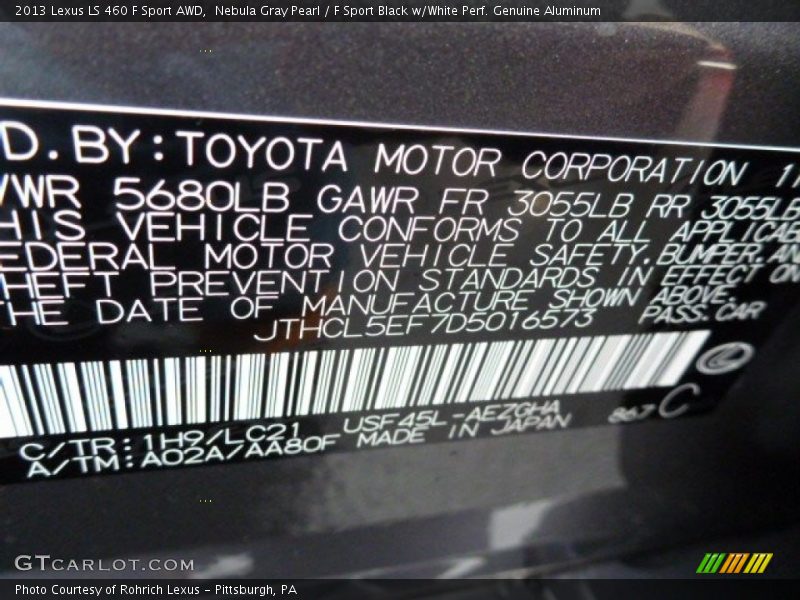 2013 Lexus LS 460 F Sport AWD,  Nebula Gray Pearl / F Sport Black w/White Perf. Genuine Aluminum
D. BY: TOYOTA MOTOR CORPORATION
VWR 5680LB GAWR FR 3055LB RR 3055LB
HIS VEHICLE CONFORMS TO ALL APPLICAB
EDERAL MOTOR VEHICLE SAFETY, BUMPER, AN
HEFT PREVENTION STANDARDS IN EFFECT ON
HE DATE OF MANUFACTURE SHOWN ABOVE.
JTHCL5EF7D5016573 PASS. CAR
C/TR: 1H9/LC21 USF45L-AEZGHA 867 C
A/TM: A02A/AA80F MADE IN JAPAN
GTCARLOT.COM
Photo Courtesy of Rohrich Lexus – Pittsburgh, PA